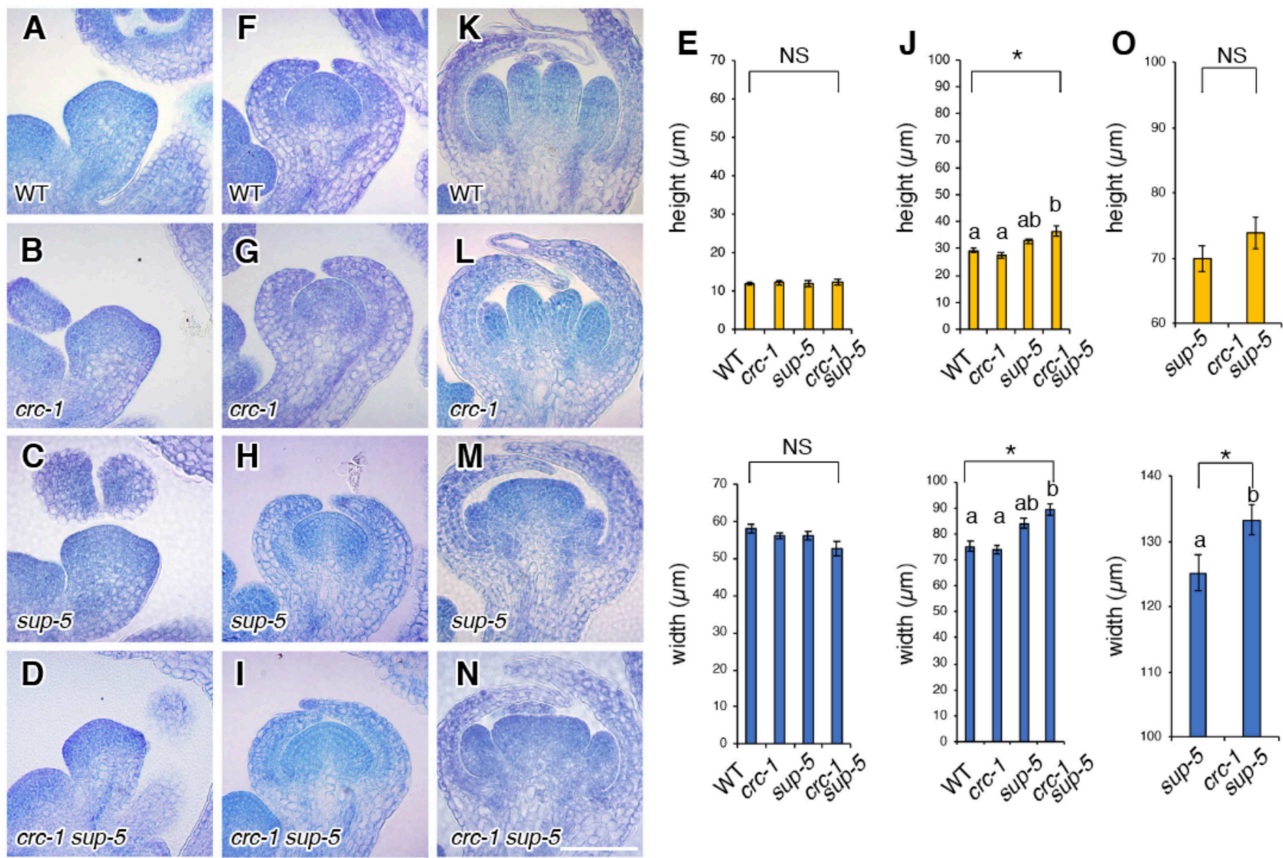 A
WT
B
crc-1
C
sup-5
D
crc-1 sup-5
F
WT
G
crc-1
H
sup-5
I
crc-1 sup-5
K
WT
L
crc-1
M
sup-5
N
crc-1 sup-5
E
NS
height (µm)
70
60
50
40
30
20
10
0
WT
crc-1
sup-5
crc-1
sup-5
NS
width (µm)
70
60
50
40
30
20
10
0
WT
crc-1
sup-5
crc-1
sup-5
J
*
height (µm)
100
90
80
70
60
50
40
30
20
10
0
a
a
ab
b
WT
crc-1
sup-5
crc-1
sup-5
*
width (µm)
100
90
80
70
60
50
40
30
20
10
0
a
a
ab
b
WT
crc-1
sup-5
crc-1
sup-5
O
NS
height (µm)
100
90
80
70
60
sup-5
crc-1
sup-5
*
width (µm)
140
130
120
110
100
a
b
sup-5
crc-1
sup-5